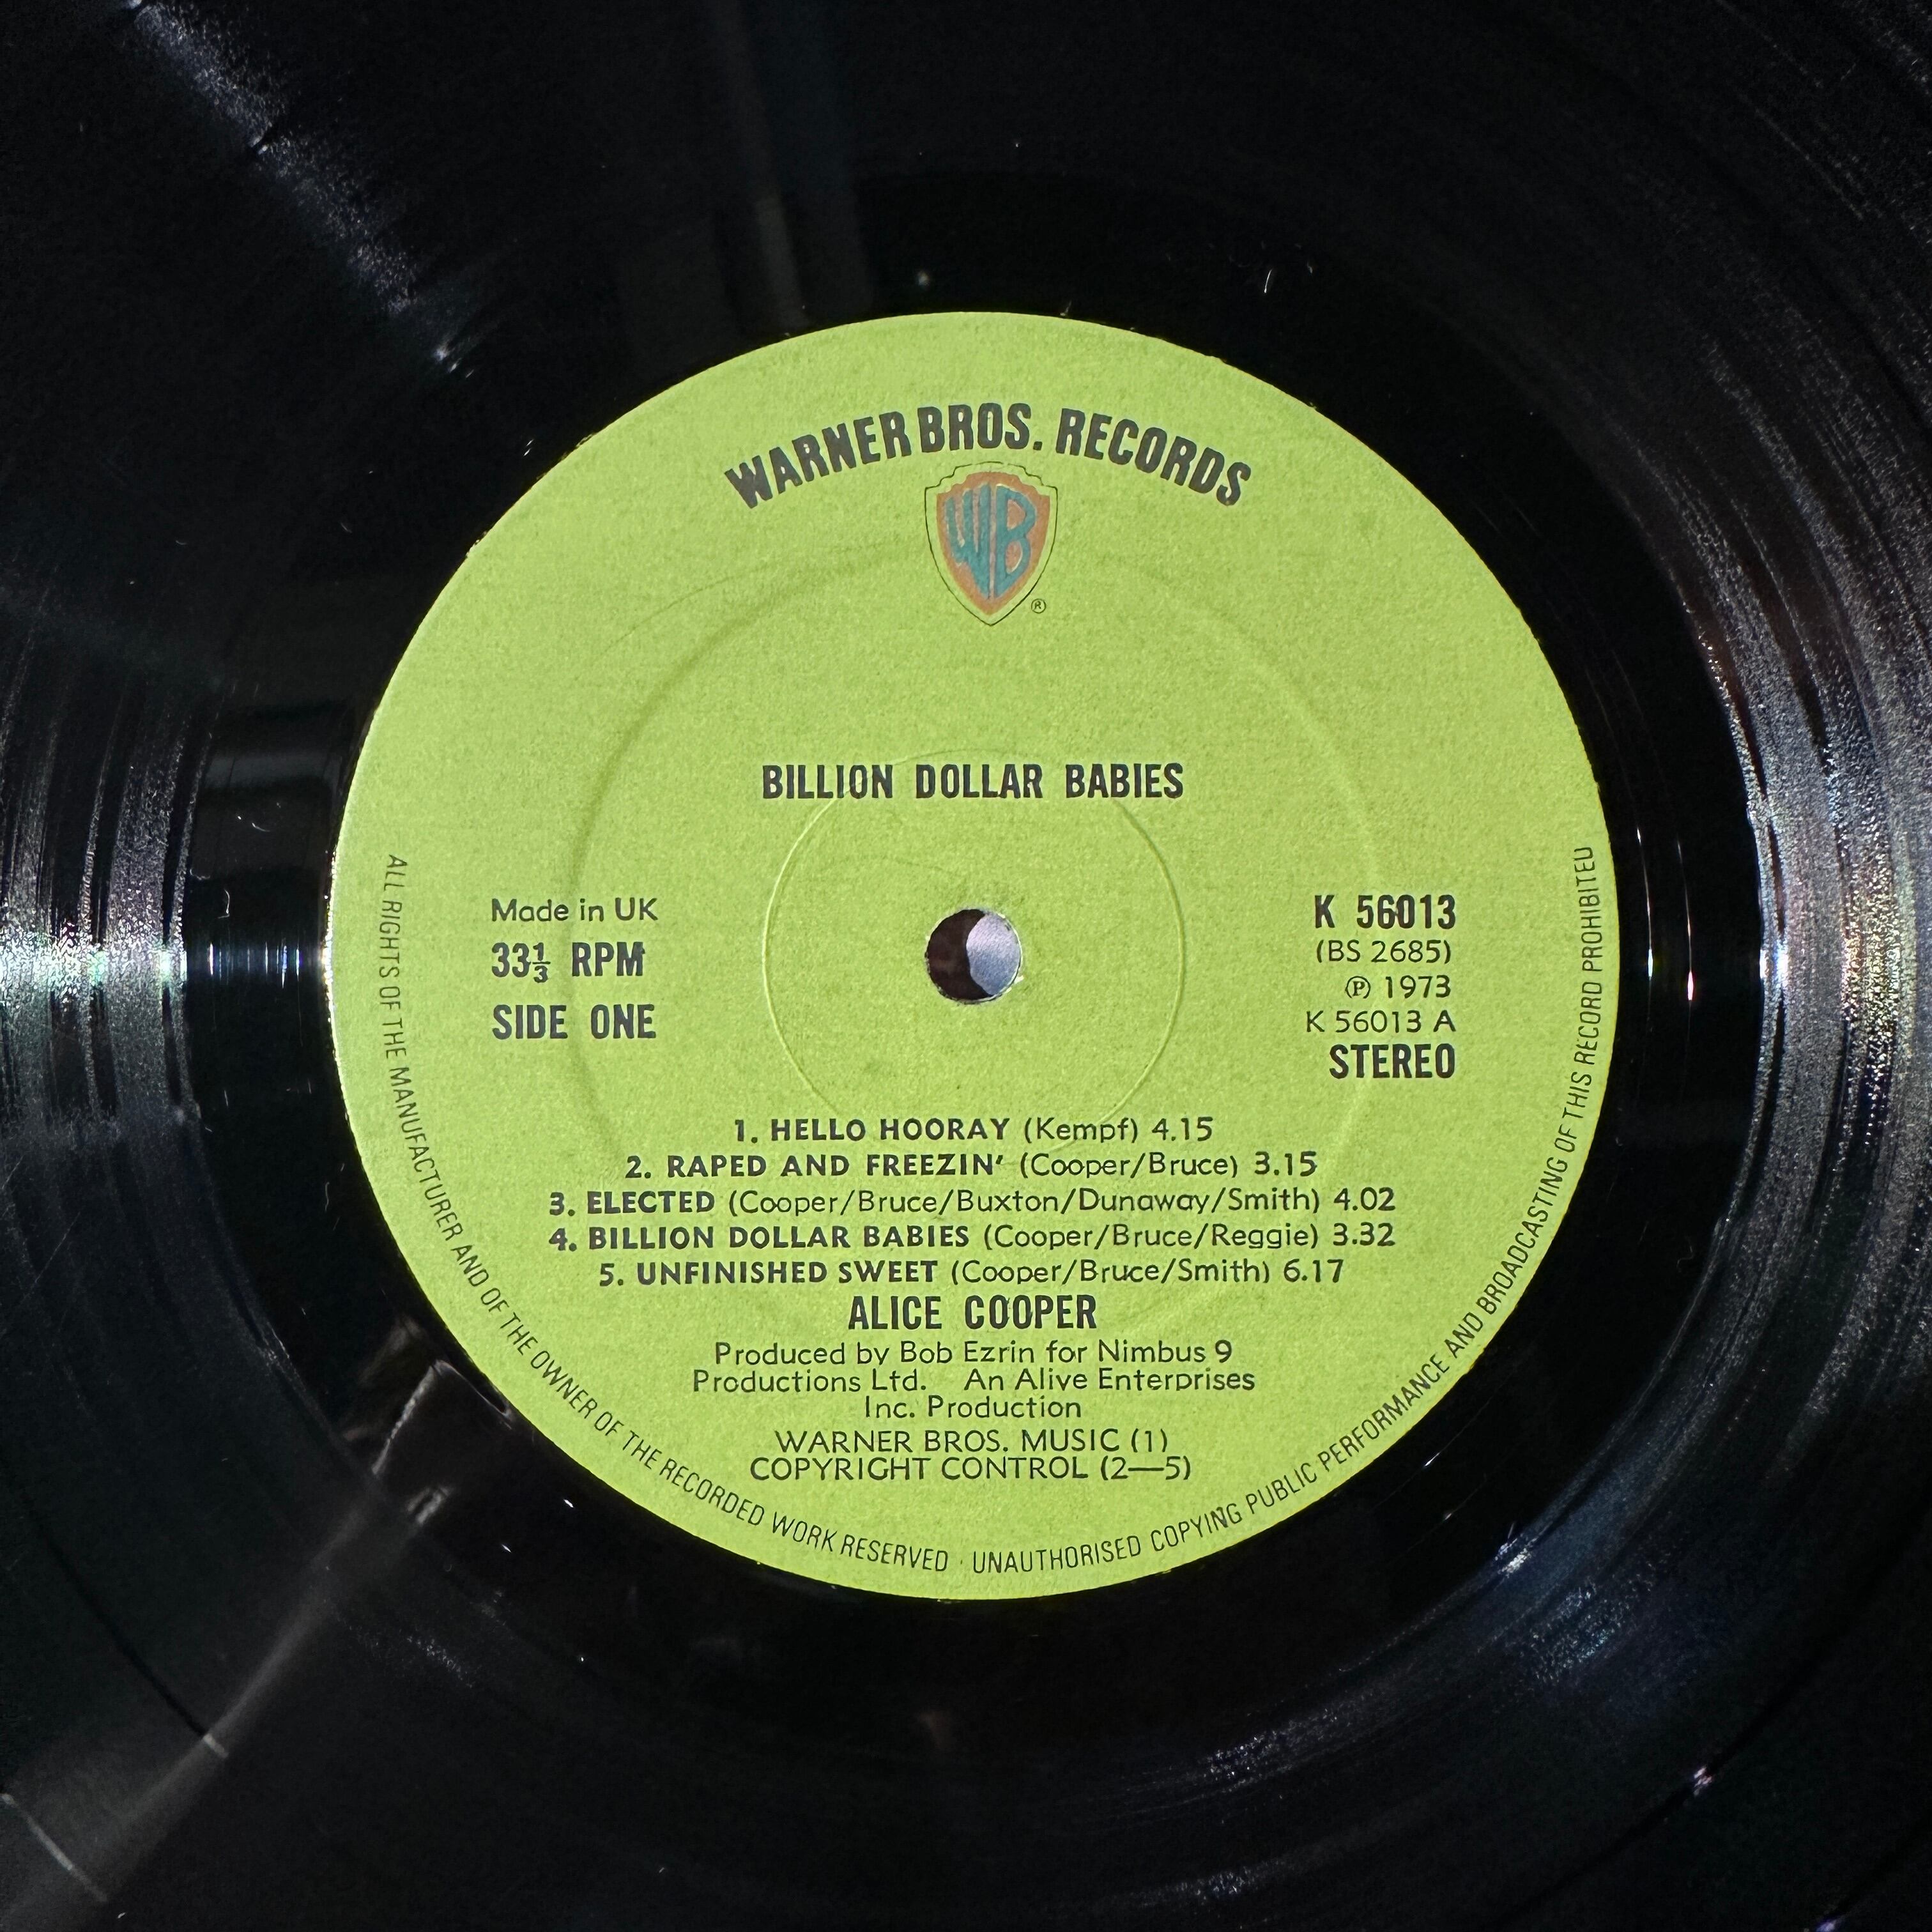 WARNER BROS. RECORDS
WB
®
BILLION DOLLAR BABIES
Made in UK
33⅓ RPM
SIDE ONE
K 56013
(BS 2685)
℗ 1973
K 56013 A
STEREO
1. HELLO HOORAY (Kempf) 4.15
2. RAPED AND FREEZIN' (Cooper/Bruce) 3.15
3. ELECTED (Cooper/Bruce/Buxton/Dunaway/Smith) 4.02
4. BILLION DOLLAR BABIES (Cooper/Bruce/Reggie) 3.32
5. UNFINISHED SWEET (Cooper/Bruce/Smith) 6.17
ALICE COOPER
Produced by Bob Ezrin for Nimbus 9
Productions Ltd. An Alive Enterprises
Inc. Production
WARNER BROS. MUSIC (1)
COPYRIGHT CONTROL (2—5)
ALL RIGHTS OF THE MANUFACTURER AND OF THE OWNER OF THE RECORDED WORK RESERVED · UNAUTHORISED COPYING PUBLIC PERFORMANCE AND BROADCASTING OF THIS RECORD PROHIBITED